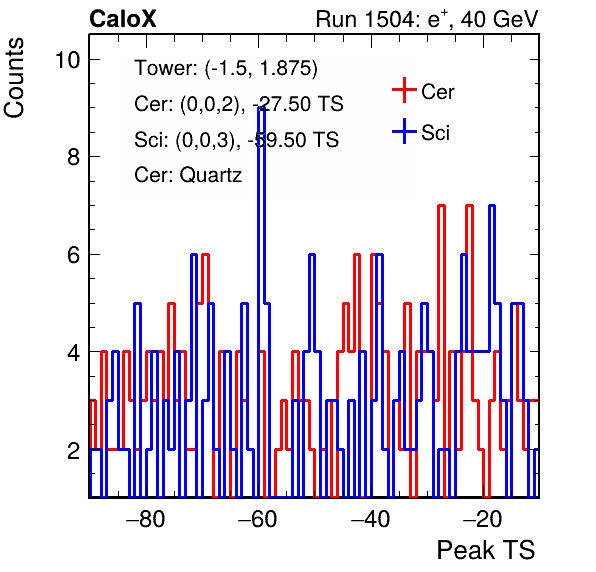 CaloX Run 1504: e+, 40 GeV
Counts
10
8
6
4
2
Tower: (-1.5, 1.875)
Cer: (0,0,2), -27.50 TS
Sci: (0,0,3), -59.50 TS
Cer: Quartz
Cer
Sci
−80 −60 −40 −20
Peak TS